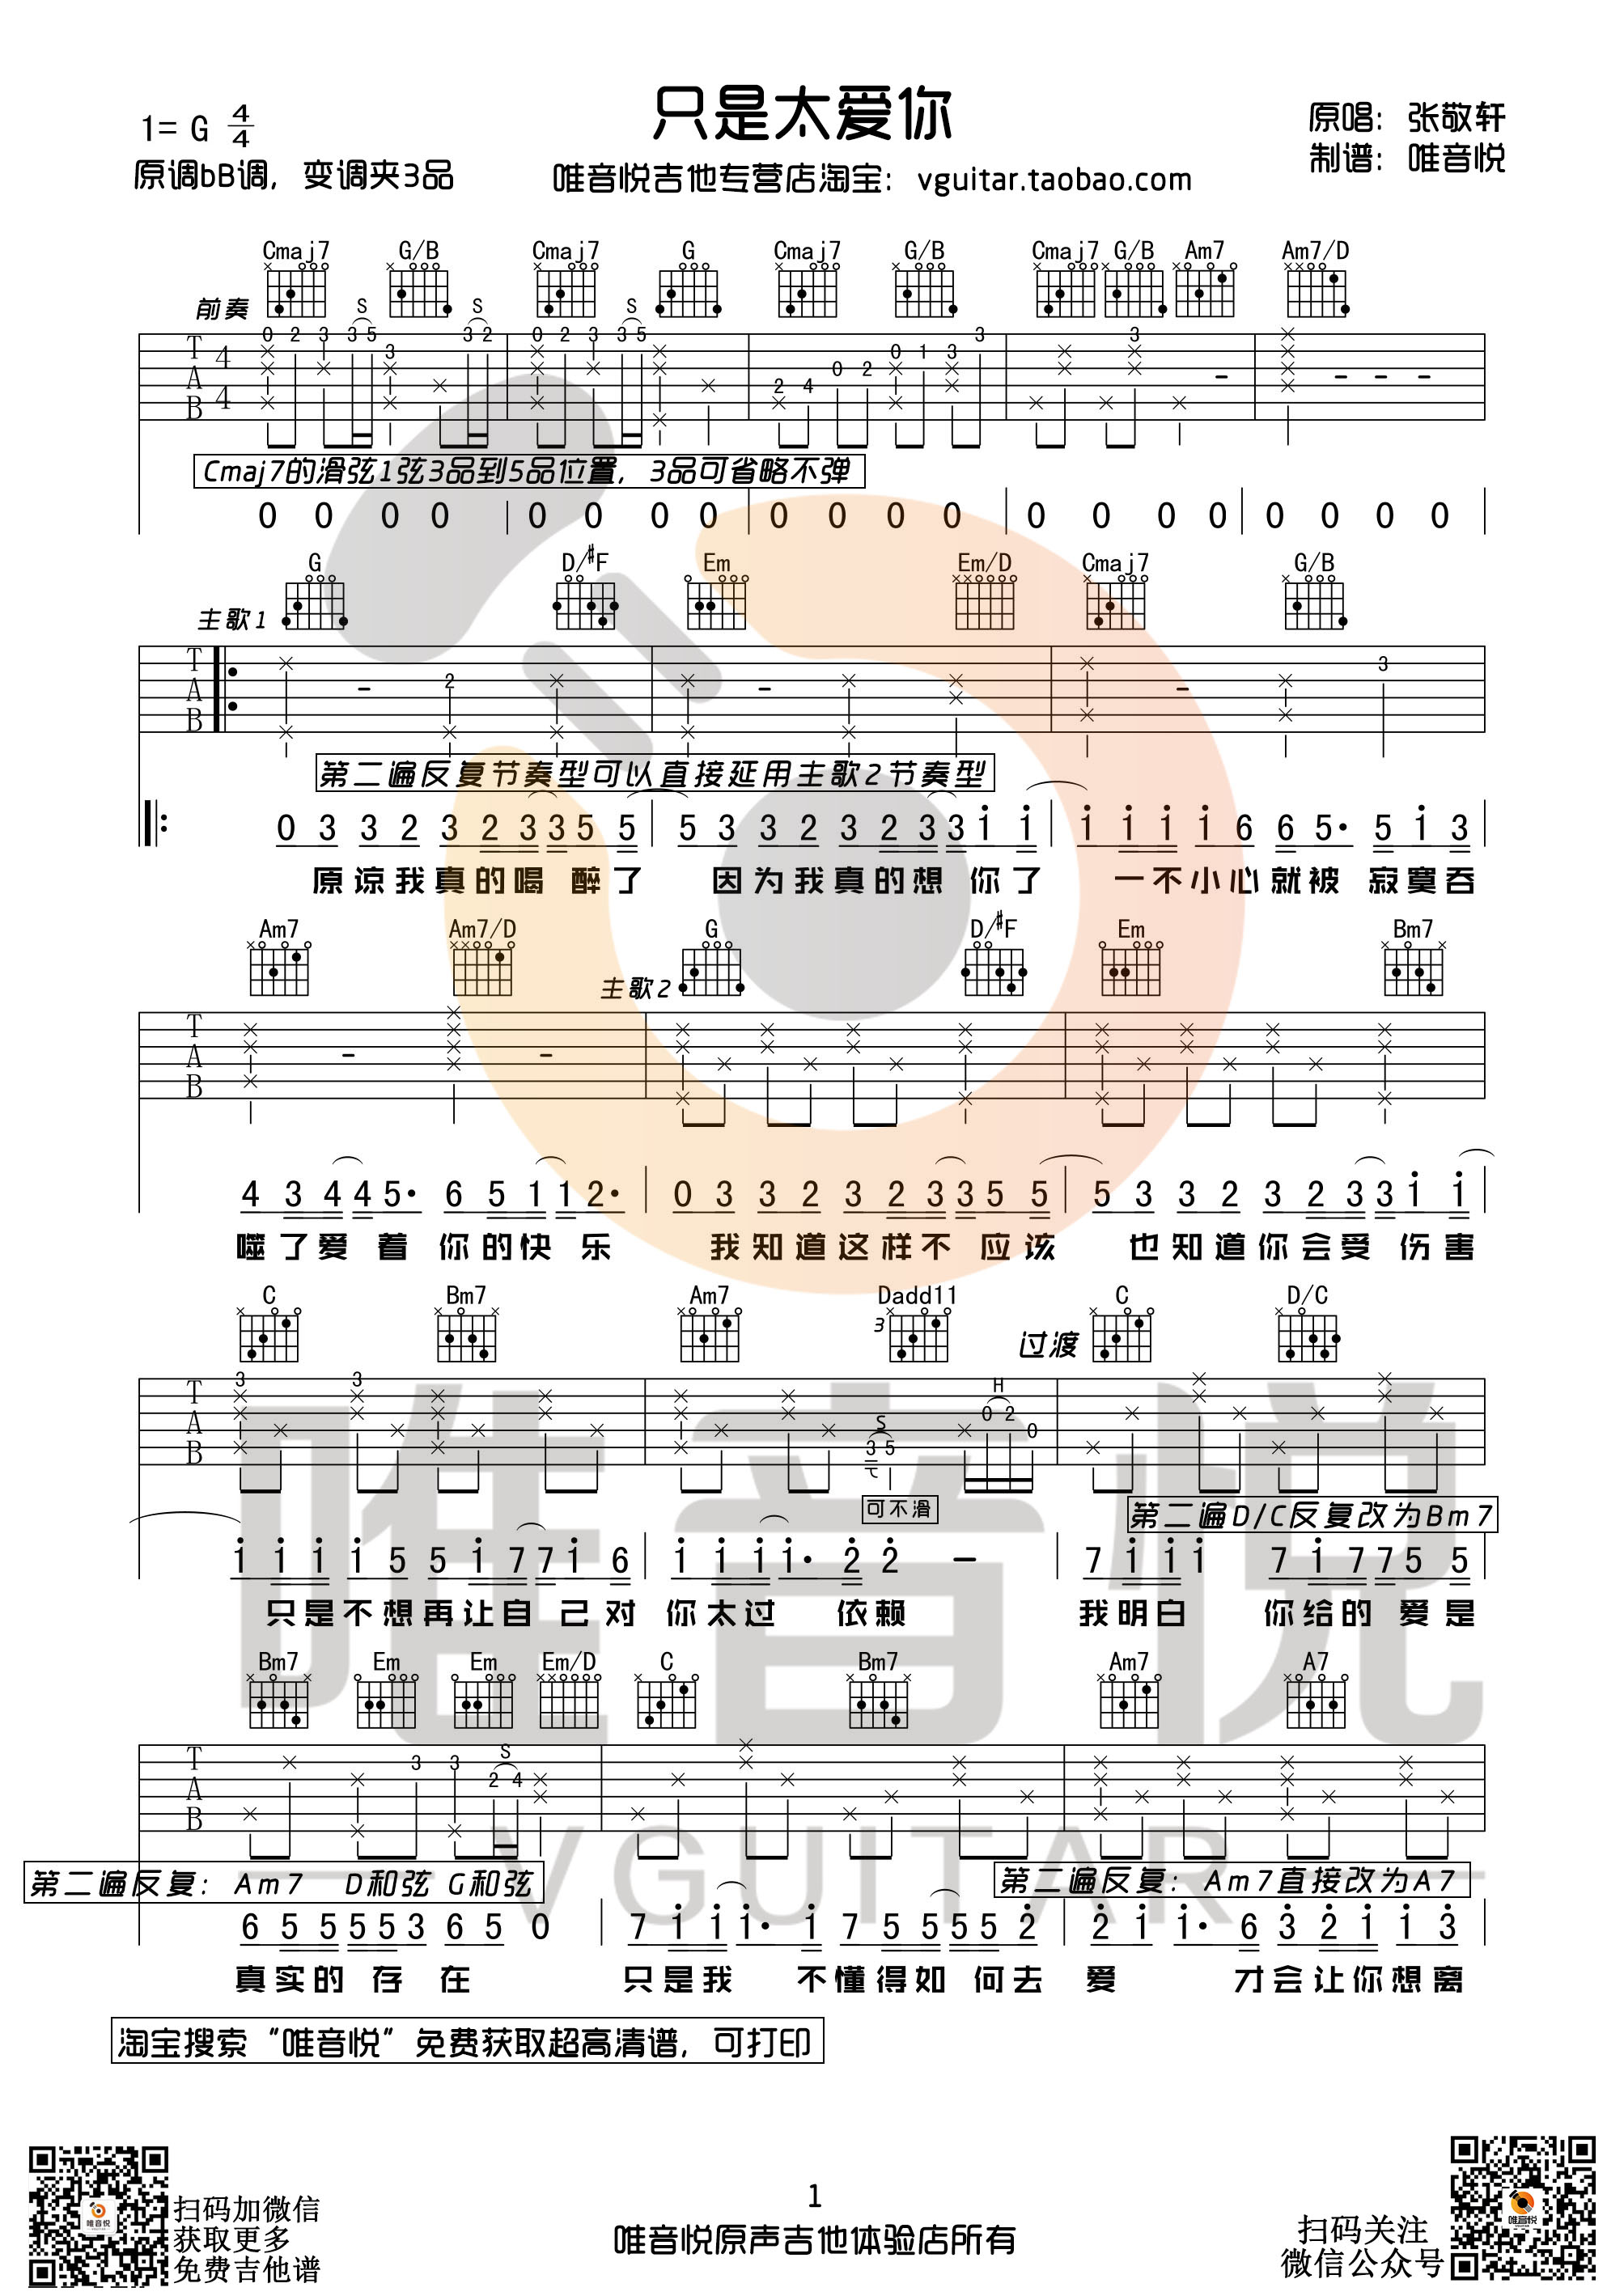 只是太爱你
1= G 4/4
原调bB调，变调夹3品
唯音悦吉他专营店淘宝：vguitar.taobao.com
原唱：张敬轩
制谱：唯音悦
Cmaj7 G/B Cmaj7 G Cmaj7 G/B Cmaj7 G/B Am7 Am7/D
前奏
S S S
0 2 3 3 5 3 3 2 0 2 3 3 5 2 4 0 2 0 1 3 3 3
T A B 4 4
Cmaj7的滑弦1弦3品到5品位置，3品可省略不弹
0 0 0 0 0 0 0 0 0 0 0 0 0 0 0 0 0 0 0 0
G D/#F Em Em/D Cmaj7 G/B
主歌1
T A B 2 3
第二遍反复节奏型可以直接延用主歌2节奏型
0 3 3 2 3 2 3 3 5 5 5 3 3 2 3 2 3 3 i i i i i i 6 6 5· 5 i 3
原谅我真的喝 醉了 因为我真的想 你了 一不小心就被 寂寞吞
Am7 Am7/D G D/#F Em Bm7
主歌2
T A B
4 3 4 4 5· 6 5 1 1 2· 0 3 3 2 3 2 3 3 5 5 5 3 3 2 3 2 3 3 i i
噬了爱 着 你的快 乐 我知道这样不 应该 也知道你会受 伤害
C Bm7 Am7 Dadd11 C D/C
3 过渡
T A B 3 3 S 3 5 H 0 2 0
可不滑
第二遍D/C反复改为Bm7
i i i i 5 5 i 7 7 i 6 i i i i· 2 2 – 7 i i i 7 i 7 7 5 5
只是不想再让自 己对 你太过 依赖 我明白 你给的 爱是
Bm7 Em Em Em/D C Bm7 Am7 A7
T A B 3 3 S 2 4
第二遍反复：Am7 D和弦 G和弦
第二遍反复：Am7直接改为A7
6 5 5 5 5 3 6 5 0 7 i i i· i 7 5 5 5 5 2 2 i i· 6 3 2 i i 3
真实的 存 在 只是我 不懂得如 何去 爱 才会让你想离
唯音悦
VGUITAR
淘宝搜索“唯音悦”免费获取超高清谱，可打印
扫码加微信
获取更多
免费吉他谱
唯音悦
1
唯音悦原声吉他体验店所有
扫码关注
微信公众号
唯音悦